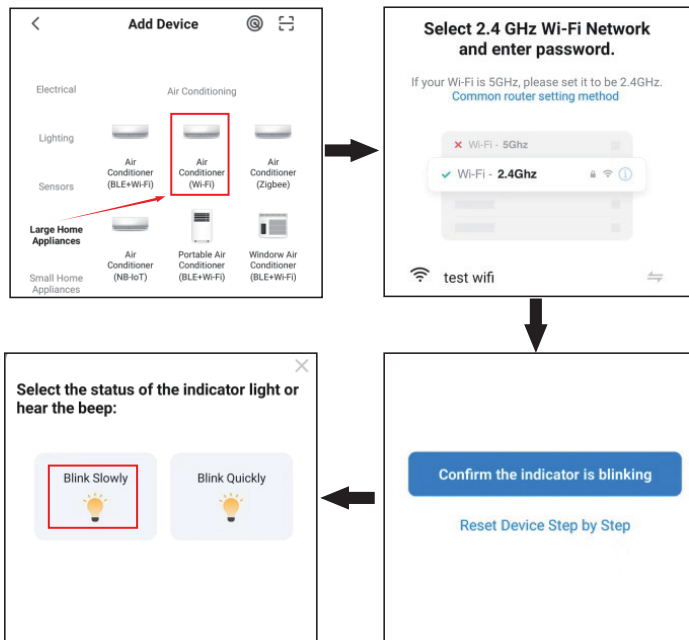 Add Device
Electrical
Air Conditioning
Lighting
Air
Conditioner
(BLE+Wi-Fi)
Air
Conditioner
(Wi-Fi)
Air
Conditioner
(Zigbee)
Sensors
Large Home
Appliances
Air
Conditioner
(NB-IoT)
Portable Air
Conditioner
(BLE+Wi-Fi)
Windorw Air
Conditioner
(BLE+Wi-Fi)
Small Home
Appliances
Select 2.4 GHz Wi-Fi Network
and enter password.
If your Wi-Fi is 5GHz, please set it to be 2.4GHz.
Common router setting method
Wi-Fi - 5Ghz
Wi-Fi - 2.4Ghz
test wifi
Confirm the indicator is blinking
Reset Device Step by Step
Select the status of the indicator light or
hear the beep:
Blink Slowly
Blink Quickly